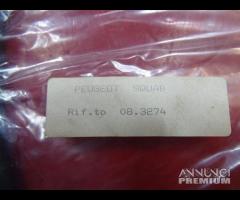 PEUGEOT SQUAB
Rif.tp 08.3274
ANNUNCI
PREMIUM